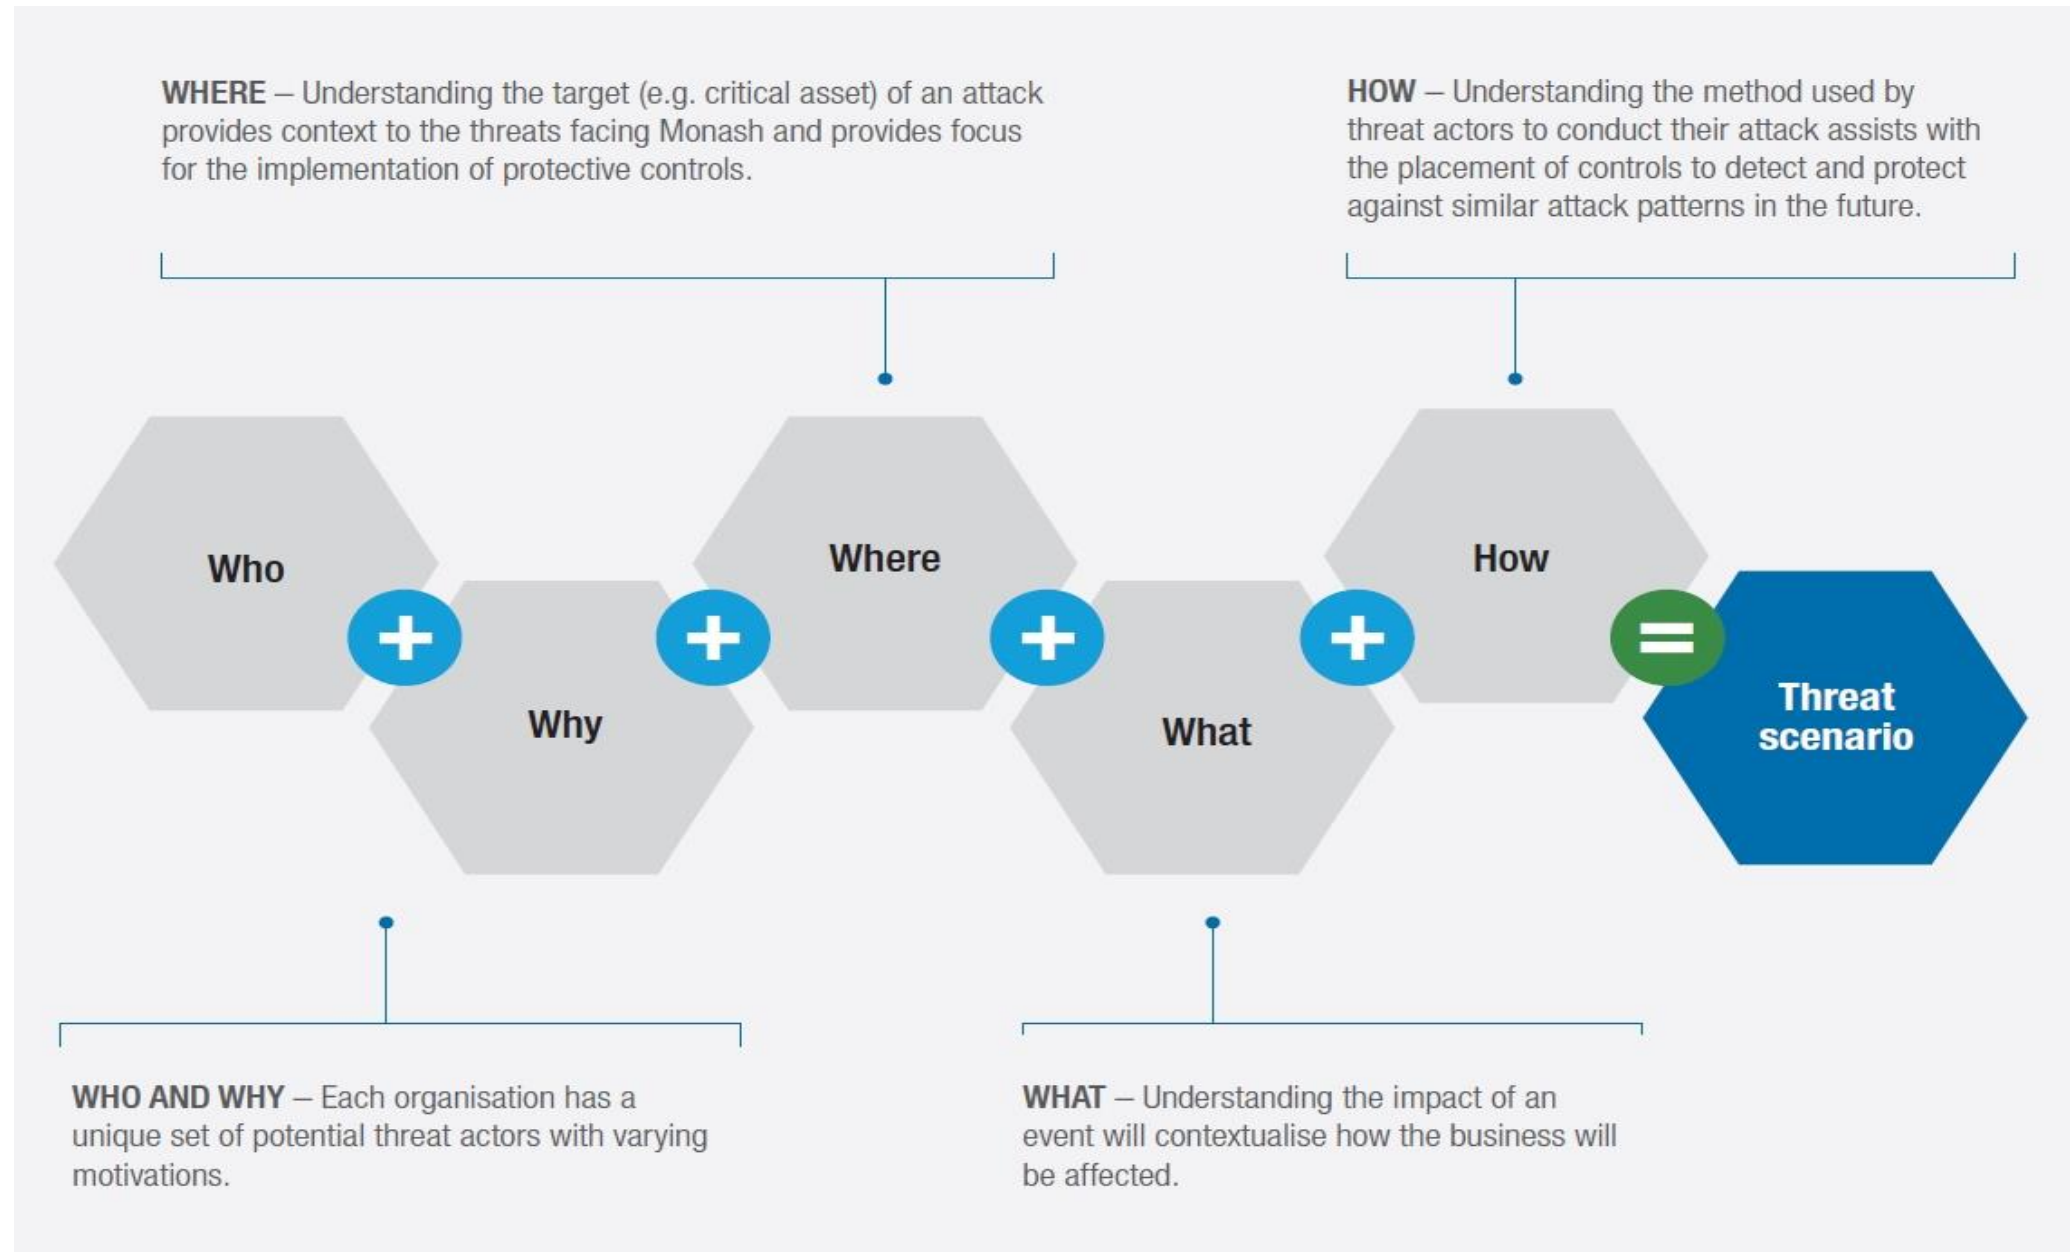 WHERE – Understanding the target (e.g. critical asset) of an attack
provides context to the threats facing Monash and provides focus
for the implementation of protective controls.
HOW – Understanding the method used by
threat actors to conduct their attack assists with
the placement of controls to detect and protect
against similar attack patterns in the future.
Who
+
Why
+
Where
+
What
+
How
=
Threat
scenario
WHO AND WHY – Each organisation has a
unique set of potential threat actors with varying
motivations.
WHAT – Understanding the impact of an
event will contextualise how the business will
be affected.